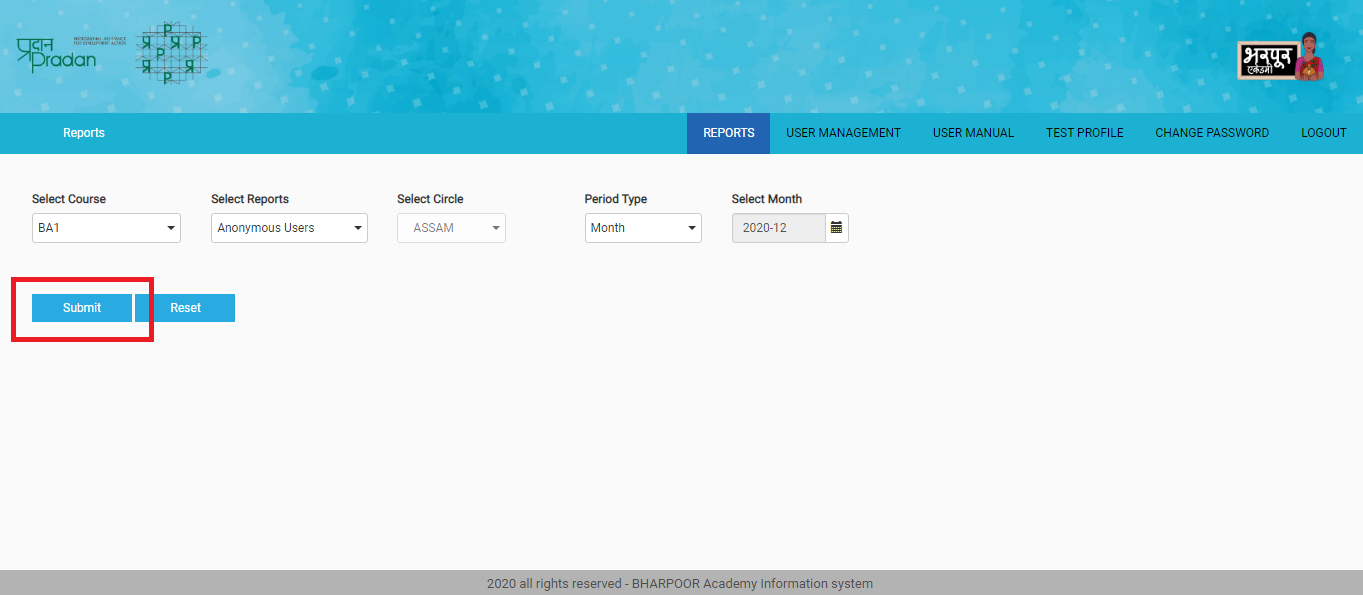 प्रदान
Pradan
PROFESSIONAL ASSISTANCE
FOR DEVELOPMENT ACTION
P
प्र P प्र P
प्र P प्र
P
भरपूर
एकेडमी
Reports
REPORTS USER MANAGEMENT USER MANUAL TEST PROFILE CHANGE PASSWORD LOGOUT
Select Course Select Reports Select Circle Period Type Select Month
BA1 Anonymous Users ASSAM Month 2020-12
Submit Reset
2020 all rights reserved - BHARPOOR Academy Information system